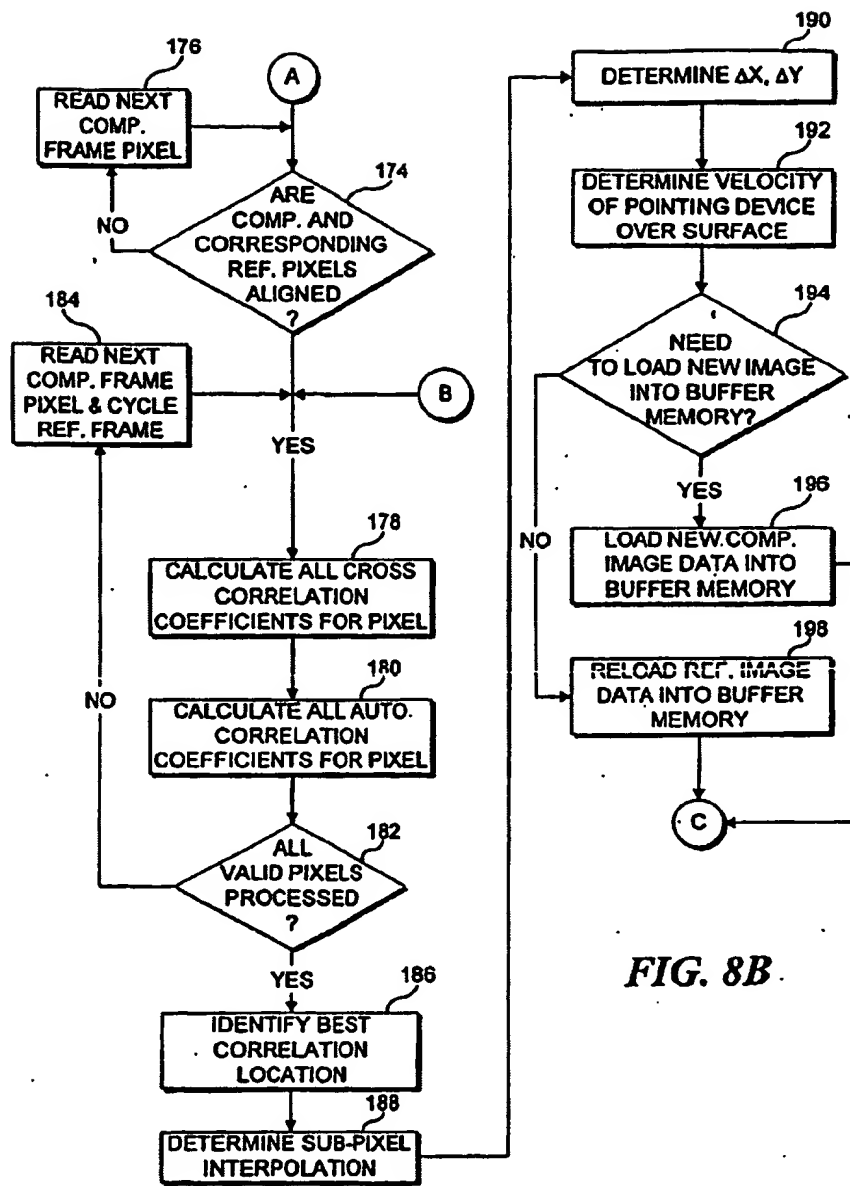 176
A
READ NEXT
COMP.
FRAME PIXEL
174
ARE
COMP. AND
CORRESPONDING
REF. PIXELS
ALIGNED
?
NO
184
READ NEXT
COMP. FRAME
PIXEL & CYCLE
REF. FRAME
B
YES
178
CALCULATE ALL CROSS
CORRELATION
COEFFICIENTS FOR PIXEL
NO
180
CALCULATE ALL AUTO.
CORRELATION
COEFFICIENTS FOR PIXEL
182
ALL
VALID PIXELS
PROCESSED
?
YES
186
IDENTIFY BEST
CORRELATION
LOCATION
188
DETERMINE SUB-PIXEL
INTERPOLATION
190
DETERMINE ΔX, ΔY
192
DETERMINE VELOCITY
OF POINTING DEVICE
OVER SURFACE
194
NEED
TO LOAD NEW IMAGE
INTO BUFFER
MEMORY?
YES
196
NO
LOAD NEW COMP.
IMAGE DATA INTO
BUFFER MEMORY
198
RELOAD REF. IMAGE
DATA INTO BUFFER
MEMORY
C
FIG. 8B